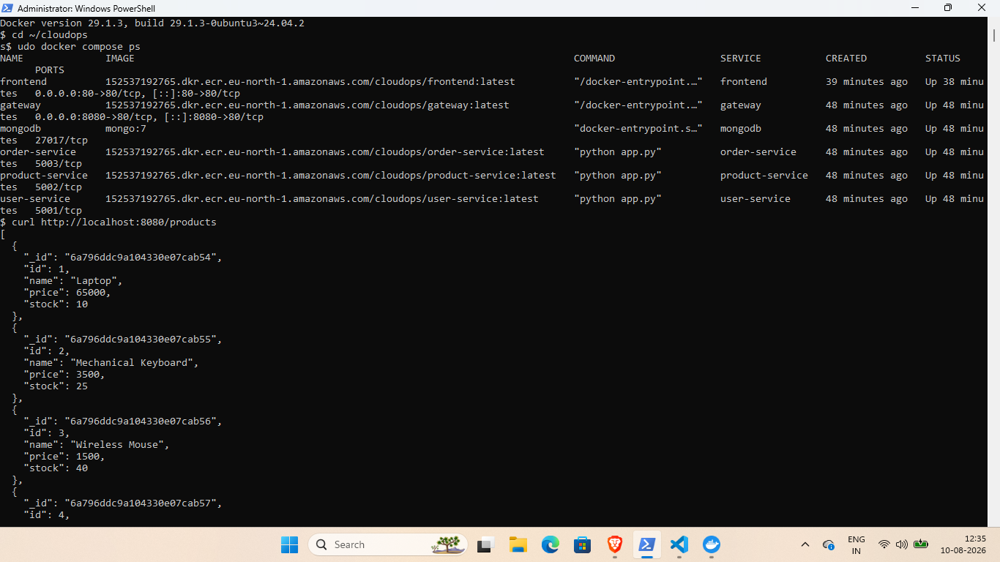 Administrator: Windows PowerShell
Docker version 29.1.3, build 29.1.3-0ubuntu3~24.04.2
$ cd ~/cloudops
s$ udo docker compose ps
NAME              IMAGE                                                                           COMMAND                  SERVICE           CREATED          STATUS
      PORTS
frontend          152537192765.dkr.ecr.eu-north-1.amazonaws.com/cloudops/frontend:latest          "/docker-entrypoint.…"   frontend          39 minutes ago   Up 38 minu
tes   0.0.0.0:80->80/tcp, [::]:80->80/tcp
gateway           152537192765.dkr.ecr.eu-north-1.amazonaws.com/cloudops/gateway:latest           "/docker-entrypoint.…"   gateway           48 minutes ago   Up 48 minu
tes   0.0.0.0:8080->80/tcp, [::]:8080->80/tcp
mongodb           mongo:7                                                                         "docker-entrypoint.s…"   mongodb           48 minutes ago   Up 48 minu
tes   27017/tcp
order-service     152537192765.dkr.ecr.eu-north-1.amazonaws.com/cloudops/order-service:latest     "python app.py"          order-service     48 minutes ago   Up 48 minu
tes   5003/tcp
product-service   152537192765.dkr.ecr.eu-north-1.amazonaws.com/cloudops/product-service:latest   "python app.py"          product-service   48 minutes ago   Up 48 minu
tes   5002/tcp
user-service      152537192765.dkr.ecr.eu-north-1.amazonaws.com/cloudops/user-service:latest      "python app.py"          user-service      48 minutes ago   Up 48 minu
tes   5001/tcp
$ curl http://localhost:8080/products
[
  {
    "_id": "6a796ddc9a104330e07cab54",
    "id": 1,
    "name": "Laptop",
    "price": 65000,
    "stock": 10
  },
  {
    "_id": "6a796ddc9a104330e07cab55",
    "id": 2,
    "name": "Mechanical Keyboard",
    "price": 3500,
    "stock": 25
  },
  {
    "_id": "6a796ddc9a104330e07cab56",
    "id": 3,
    "name": "Wireless Mouse",
    "price": 1500,
    "stock": 40
  },
  {
    "_id": "6a796ddc9a104330e07cab57",
    "id": 4,
Search
ENG
IN
12:35
10-08-2026